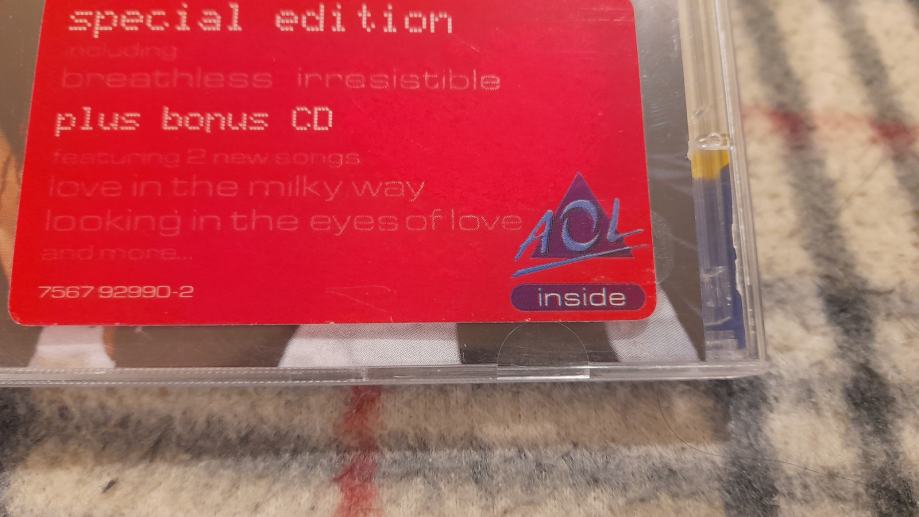 special edition
including
breathless irresistible
plus bonus CD
featuring 2 new songs
love in the milky way
looking in the eyes of love
and more...
AOL
7567 92990-2
inside